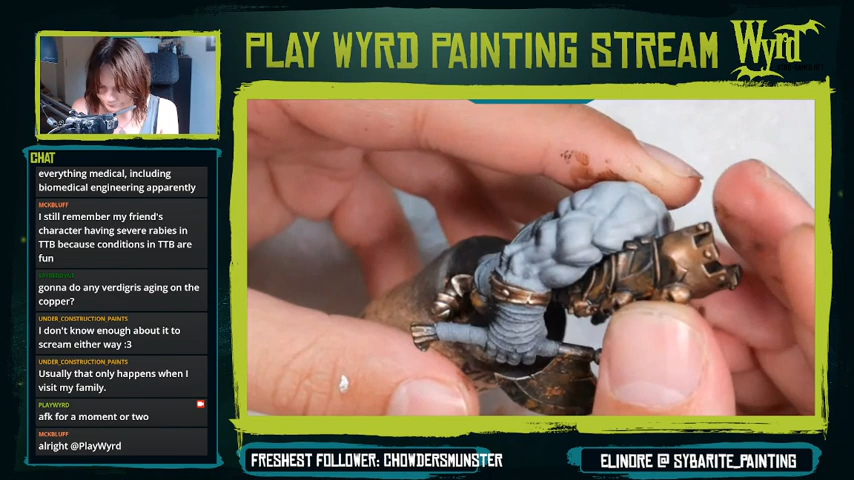 PLAY WYRD PAINTING STREAM
Wyrd
CHAT
everything medical, including
biomedical engineering apparently
MCKBLUFF
I still remember my friend's
character having severe rabies in
TTB because conditions in TTB are
fun
gonna do any verdigris aging on the
copper?
UNDER_CONSTRUCTION_PAINTS
I don't know enough about it to
scream either way :3
UNDER_CONSTRUCTION_PAINTS
Usually that only happens when I
visit my family.
PLAYWYRD
afk for a moment or two
MCKBLUFF
alright @PlayWyrd
FRESHEST FOLLOWER: CHOWDERSMUNSTER
ELINORE @ SYBARITE_PAINTING